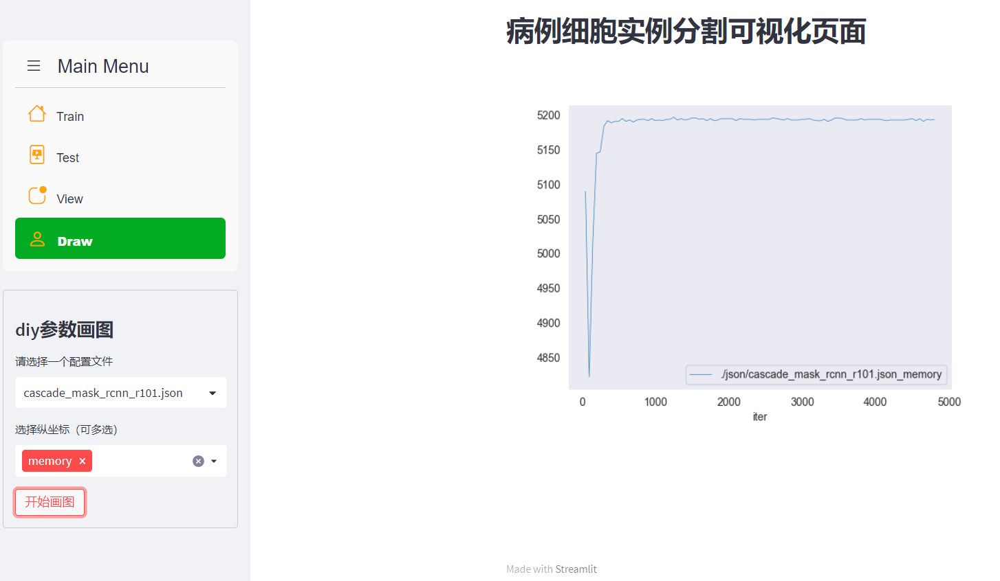 Main Menu
Train
Test
View
Draw
diy参数画图
请选择一个配置文件
cascade_mask_rcnn_r101.json
选择纵坐标（可多选）
memory
开始画图
病例细胞实例分割可视化页面
5200
5150
5100
5050
5000
4950
4900
4850
./json/cascade_mask_rcnn_r101.json_memory
0 1000 2000 3000 4000 5000
iter
Made with Streamlit